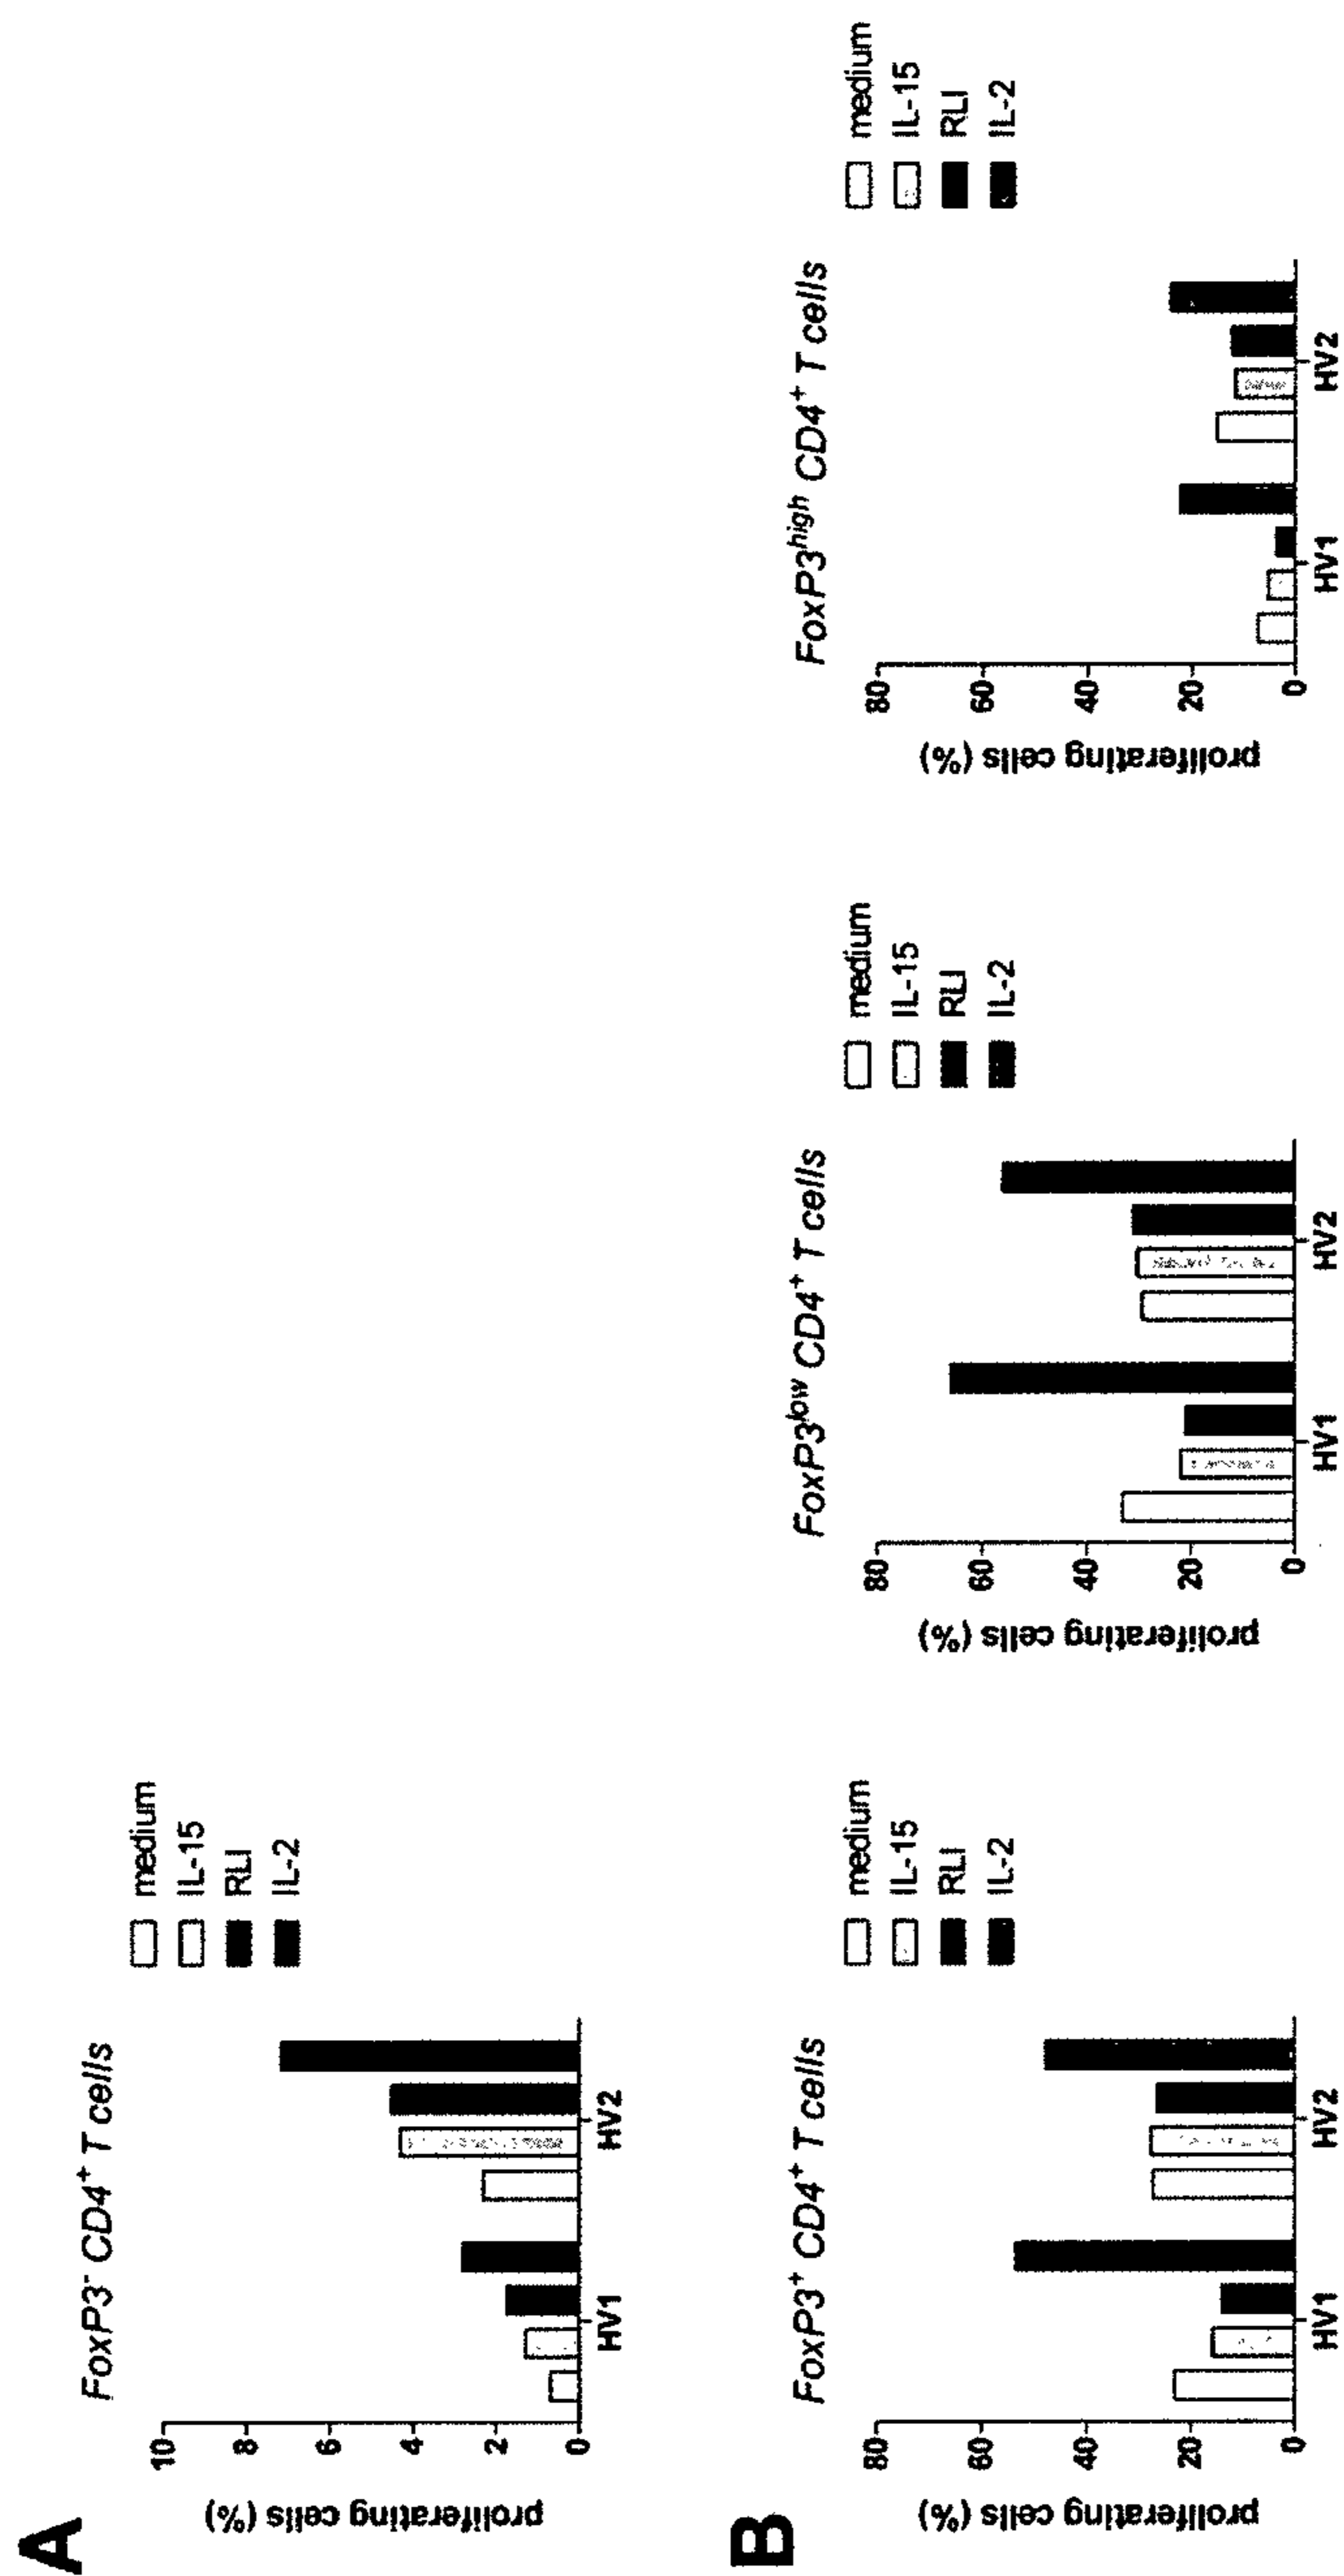 A
FoxP3⁻ CD4⁺ T cells
proliferating cells (%)
10
8
6
4
2
0
HV1
HV2
medium
IL-15
RLI
IL-2
B
FoxP3⁺ CD4⁺ T cells
proliferating cells (%)
80
60
40
20
0
HV1
HV2
medium
IL-15
RLI
IL-2
FoxP3ˡᵒʷ CD4⁺ T cells
proliferating cells (%)
80
60
40
20
0
HV1
HV2
medium
IL-15
RLI
IL-2
FoxP3ʰⁱᵍʰ CD4⁺ T cells
proliferating cells (%)
80
60
40
20
0
HV1
HV2
medium
IL-15
RLI
IL-2